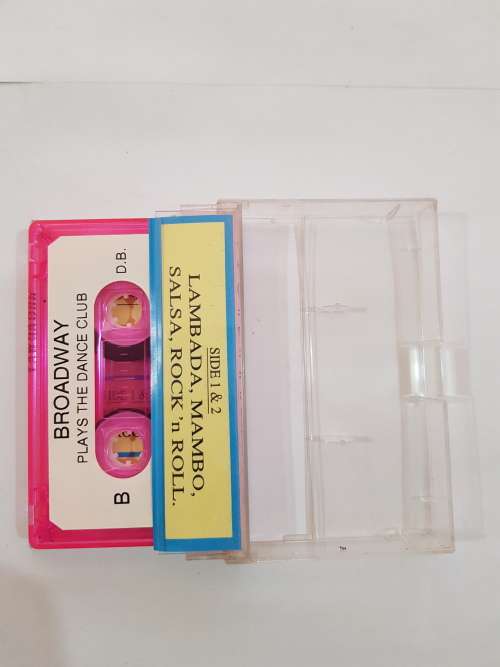 BROADWAY
PLAYS THE DANCE CLUB
B
D.B.
SIDE 1 & 2
LAMBADA, MAMBO,
SALSA, ROCK 'n ROLL.